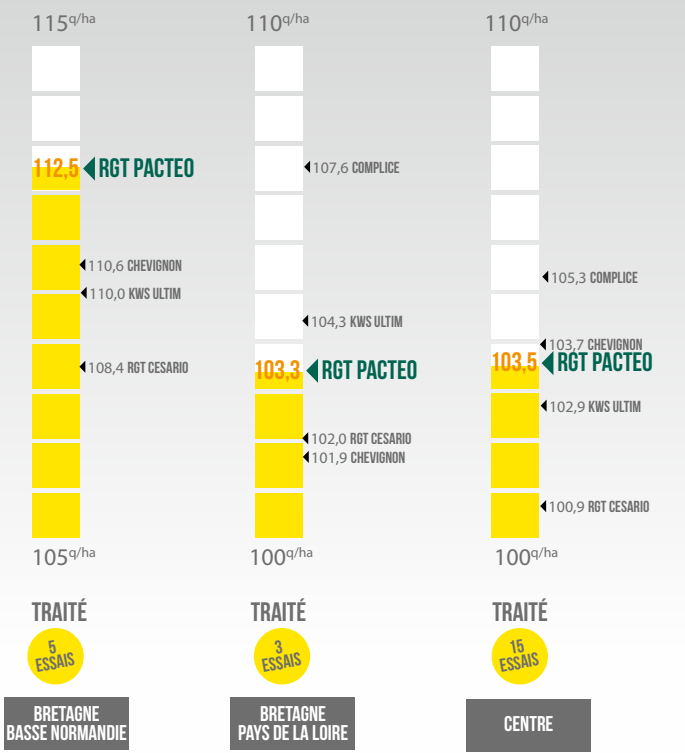 115q/ha
112,5 RGT PACTEO
110,6 CHEVIGNON
110,0 KWS ULTIM
108,4 RGT CESARIO
105q/ha
TRAITÉ
5
ESSAIS
BRETAGNE
BASSE NORMANDIE
110q/ha
107,6 COMPLICE
104,3 KWS ULTIM
103,3 RGT PACTEO
102,0 RGT CESARIO
101,9 CHEVIGNON
100q/ha
TRAITÉ
3
ESSAIS
BRETAGNE
PAYS DE LA LOIRE
110q/ha
105,3 COMPLICE
103,7 CHEVIGNON
103,5 RGT PACTEO
102,9 KWS ULTIM
100,9 RGT CESARIO
100q/ha
TRAITÉ
15
ESSAIS
CENTRE